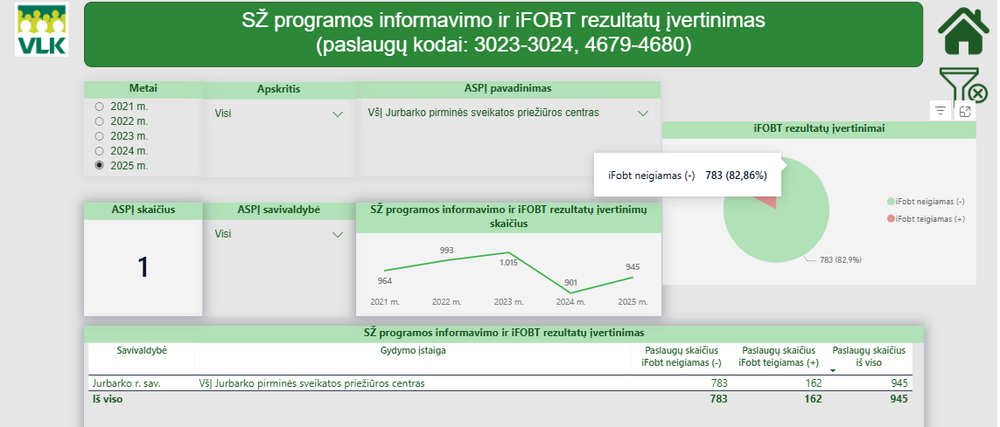 VLK
SŽ programos informavimo ir iFOBT rezultatų įvertinimas
(paslaugų kodai: 3023-3024, 4679-4680)
Metai
2021 m.
2022 m.
2023 m.
2024 m.
2025 m.
Apskritis
Visi
ASPĮ pavadinimas
VšĮ Jurbarko pirminės sveikatos priežiūros centras
iFOBT rezultatų įvertinimai
iFobt neigiamas (-) 783 (82,86%)
iFobt neigiamas (-)
iFobt teigiamas (+)
783 (82,9%)
ASPĮ skaičius
1
ASPĮ savivaldybė
Visi
SŽ programos informavimo ir iFOBT rezultatų įvertinimų
skaičius
964
993
1.015
901
945
2021 m.
2022 m.
2023 m.
2024 m.
2025 m.
SŽ programos informavimo ir iFOBT rezultatų įvertinimas
Savivaldybė Gydymo įstaiga Paslaugų skaičius Paslaugų skaičius Paslaugų skaičius
iFobt neigiamas (-) iFobt teigiamas (+) iš viso
Jurbarko r. sav. VšĮ Jurbarko pirminės sveikatos priežiūros centras 783 162 945
Iš viso 783 162 945